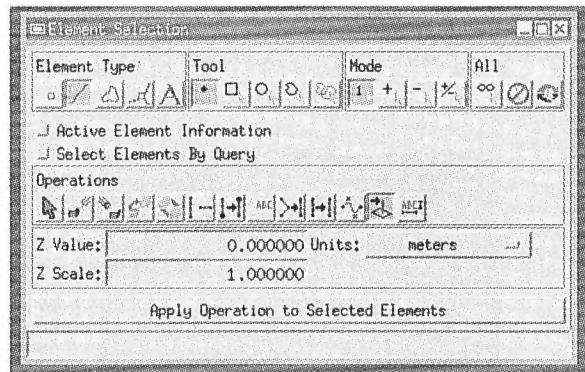 Element Selection
Element Type Tool Mode All
A 1 + - +/- ∞
Active Element Information
Select Elements By Query
Operations
ABC ABCI
Z Value: 0.000000 Units: meters
Z Scale: 1.000000
Apply Operation to Selected Elements